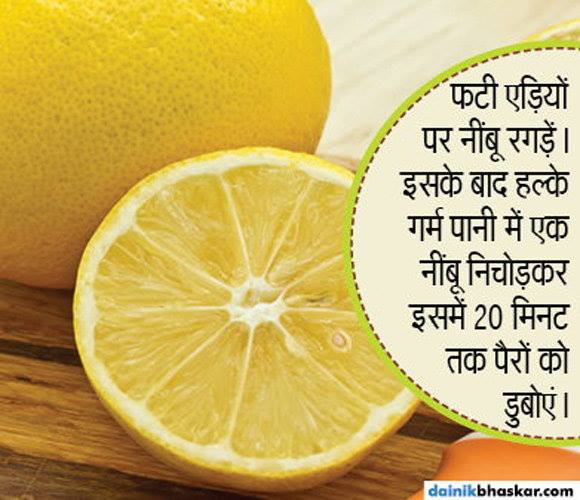 फटी एड़ियों
पर नींबू रगड़ें।
इसके बाद हल्के
गर्म पानी में एक
नींबू निचोड़कर
इसमें 20 मिनट
तक पैरों को
डुबोएं।
dainikbhaskar.com